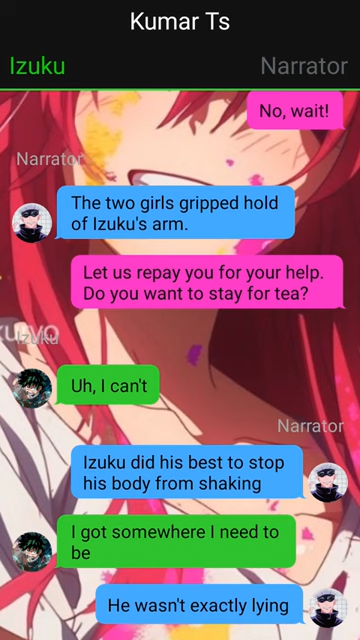 Kumar Ts
Izuku
Narrator
No, wait!
Narrator
The two girls gripped hold
of Izuku's arm.
Let us repay you for your help.
Do you want to stay for tea?
Izuku
Uh, I can't
Narrator
Izuku did his best to stop
his body from shaking
I got somewhere I need to
be
He wasn't exactly lying